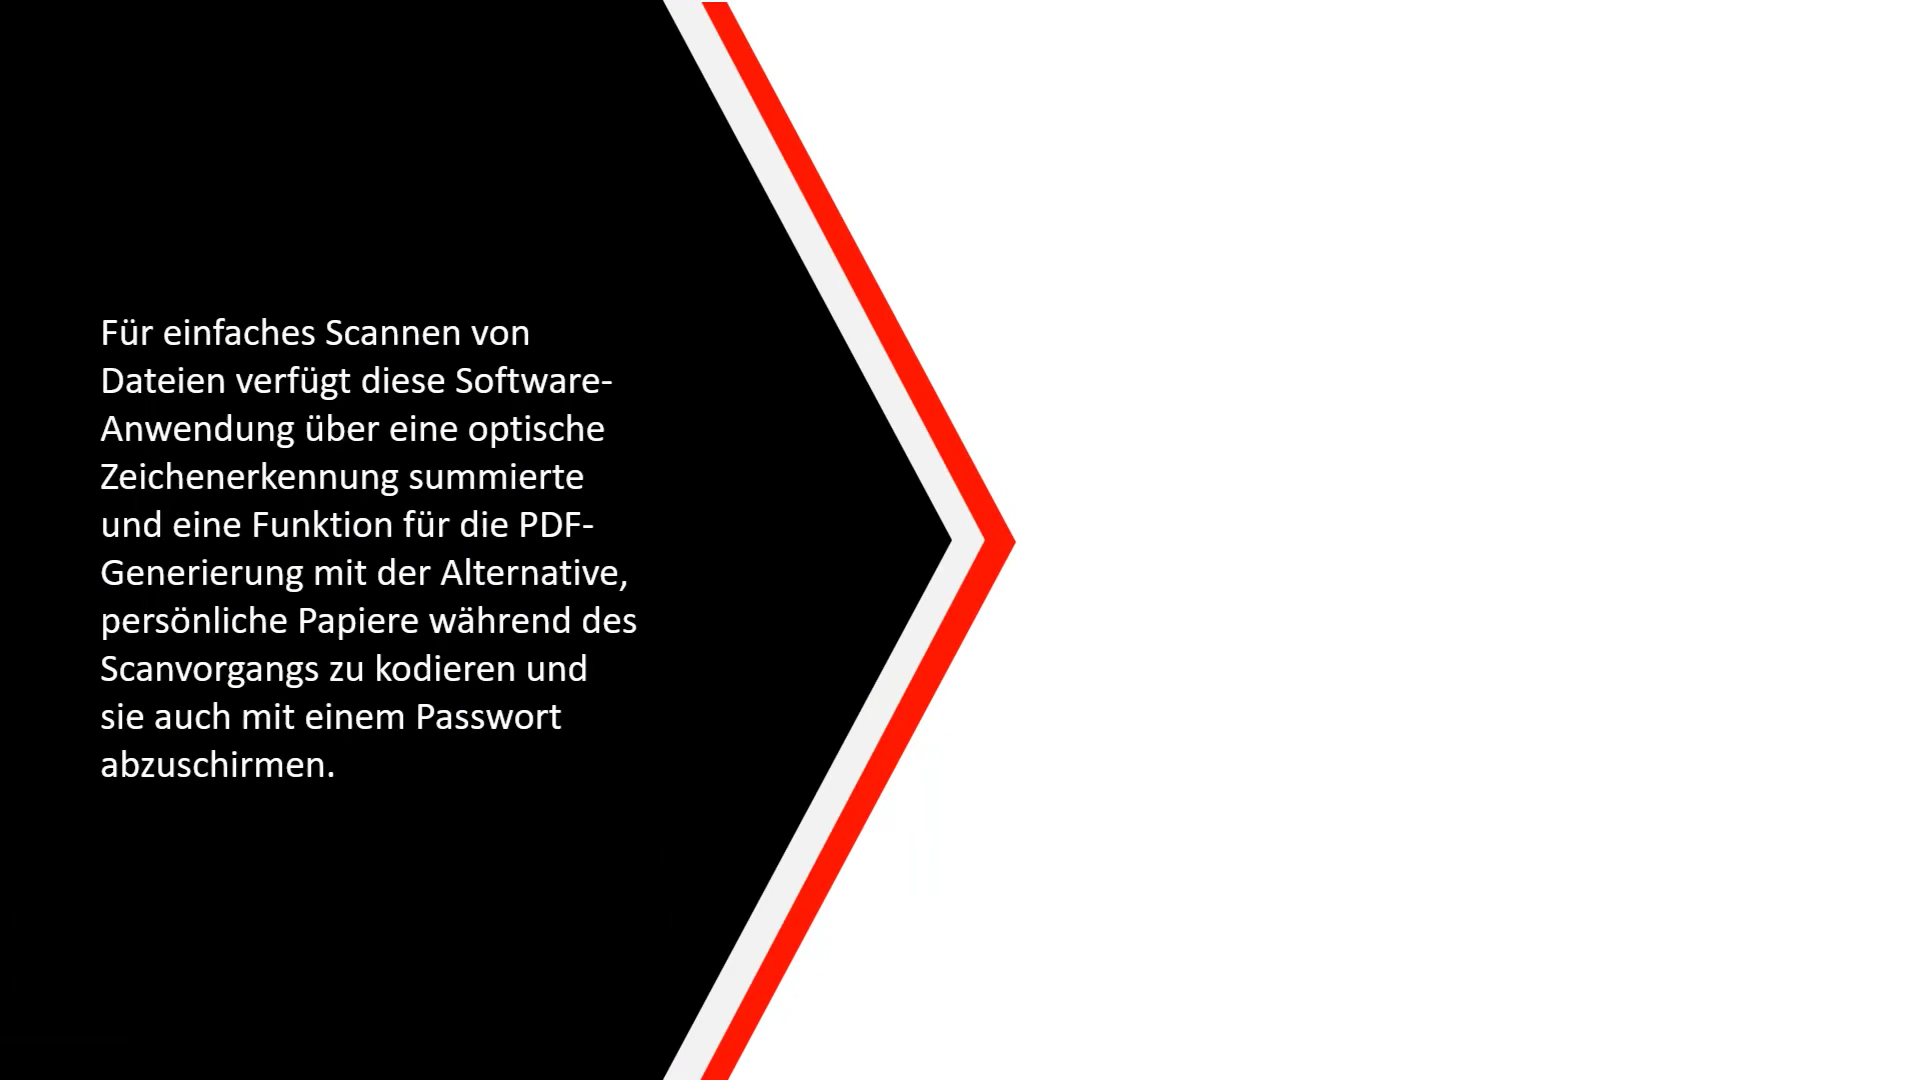 Für einfaches Scannen von
Dateien verfügt diese Software-
Anwendung über eine optische
Zeichenerkennung summierte
und eine Funktion für die PDF-
Generierung mit der Alternative,
persönliche Papiere während des
Scanvorgangs zu kodieren und
sie auch mit einem Passwort
abzuschirmen.